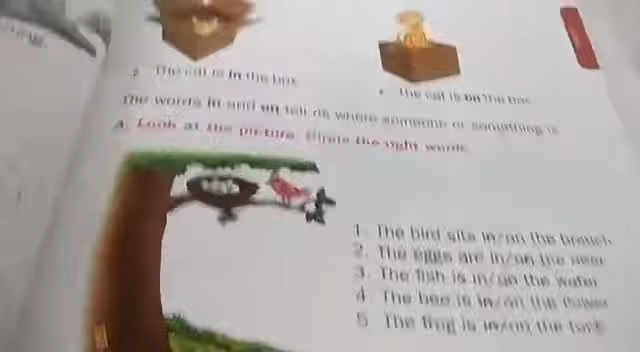 The cat is in the box
The cat is on the box
The words in and on tell us where someone or something is
A. Look at the picture. Circle the right words
1. The bird sits in/on the branch
2. The eggs are in/on the nest
3. The fish is in/on the water
4. The bee is in/on the flower
5. The frog is in/on the